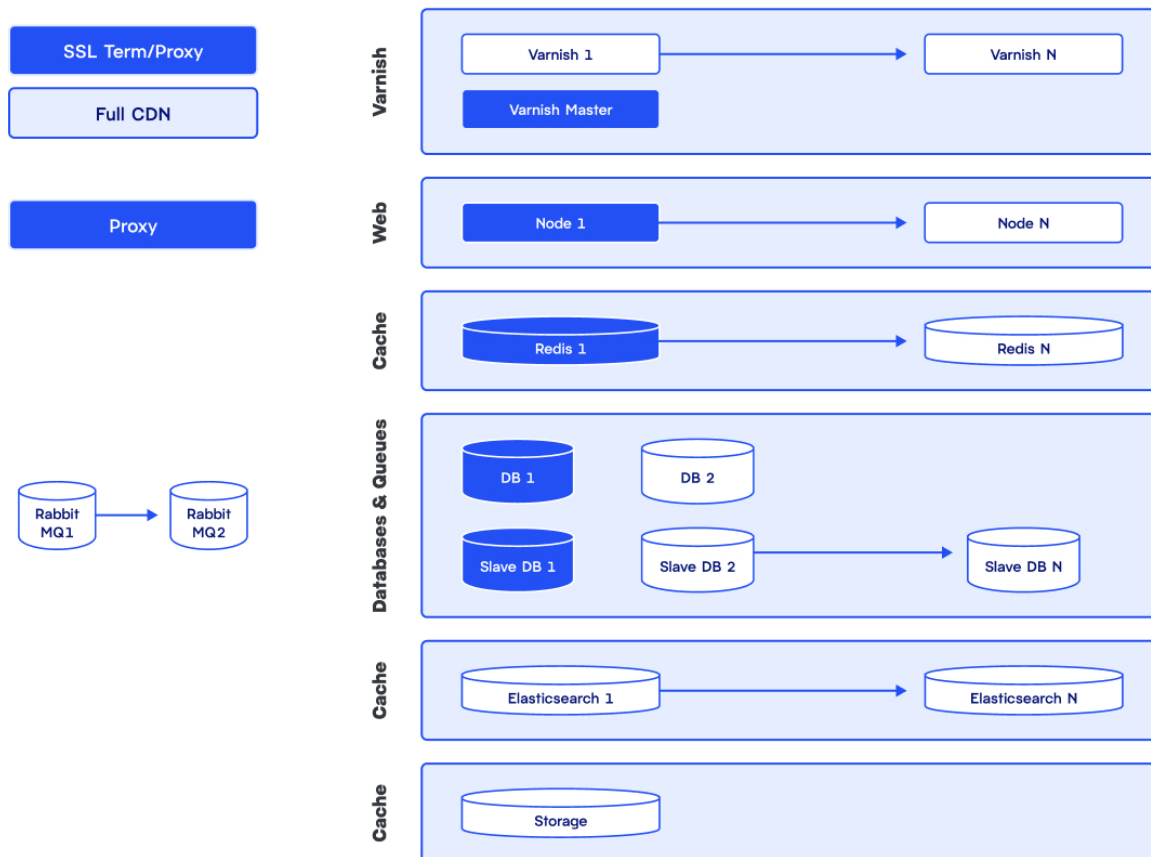 SSL Term/Proxy
Full CDN
Varnish
Varnish 1
Varnish N
Varnish Master
Proxy
Web
Node 1
Node N
Cache
Redis 1
Redis N
Rabbit
MQ1
Rabbit
MQ2
Databases & Queues
DB 1
DB 2
Slave DB 1
Slave DB 2
Slave DB N
Cache
Elasticsearch 1
Elasticsearch N
Cache
Storage